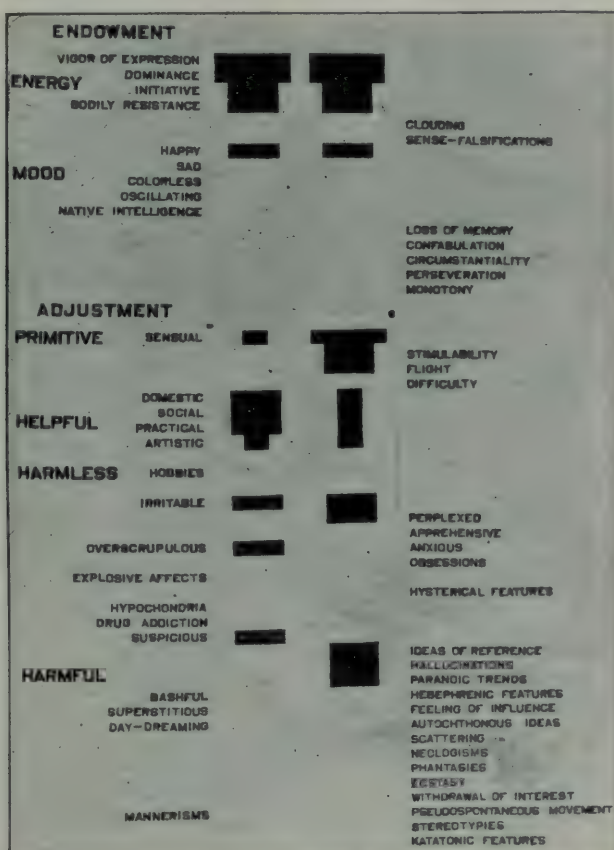 ENDOWMENT
VIGOR OF EXPRESSION
ENERGY
DOMINANCE
INITIATIVE
BODILY RESISTANCE
CLOUDING
SENSE-FALSIFICATIONS
HAPPY
MOOD
SAD
COLORLESS
OSCILLATING
NATIVE INTELLIGENCE
LOSS OF MEMORY
CONFABULATION
CIRCUMSTANTIALITY
PERSEVERATION
MONOTONY
ADJUSTMENT
PRIMITIVE
SENSUAL
STIMULABILITY
FLIGHT
DIFFICULTY
DOMESTIC
SOCIAL
HELPFUL
PRACTICAL
ARTISTIC
HARMLESS
HOBBIES
IRRITABLE
PERPLEXED
APPREHENSIVE
ANXIOUS
OBSESSIONS
OVERSCRUPULOUS
EXPLOSIVE AFFECTS
HYSTERICAL FEATURES
HYPOCHONDRIA
DRUG ADDICTION
SUSPICIOUS
IDEAS OF REFERENCE
HALLUCINATIONS
HARMFUL
PARANOIC TRENDS
BASHFUL
HEBEPHRENIC FEATURES
SUPERSTITIOUS
FEELING OF INFLUENCE
DAY-DREAMING
AUTOCHTHONOUS IDEAS
SCATTERING
NEOLOGISMS
PHANTASIES
ECSTASY
WITHDRAWAL OF INTEREST
MANNERISMS
PSEUDOSPONTANEOUS MOVEMENT
STEREOTYPIES
KATATONIC FEATURES